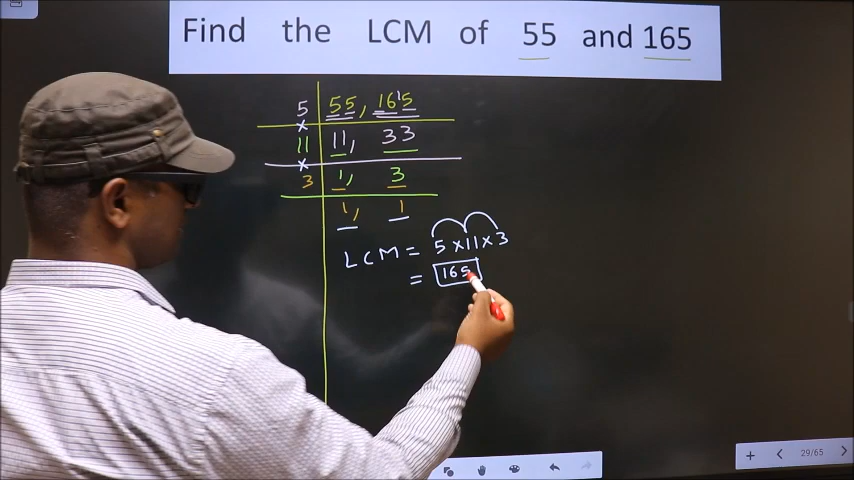 Find the LCM of 55 and 165
5 55, 16¹5
×
11 11, 33
×
3 1, 3
1, 1
LCM = 5 × 11 × 3
= 165
29/65